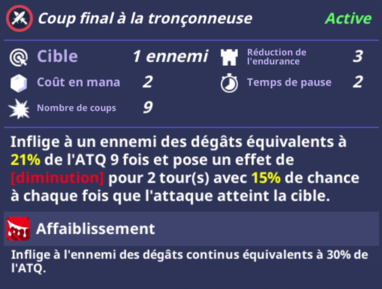 Coup final à la tronçonneuse Active
Cible 1 ennemi Réduction de l'endurance 3
Coût en mana 2 Temps de pause 2
Nombre de coups 9
Inflige à un ennemi des dégâts équivalents à
21% de l'ATQ 9 fois et pose un effet de
[diminution] pour 2 tour(s) avec 15% de chance
à chaque fois que l'attaque atteint la cible.
Affaiblissement
Inflige à l'ennemi des dégâts continus équivalents à 30% de
l'ATQ.